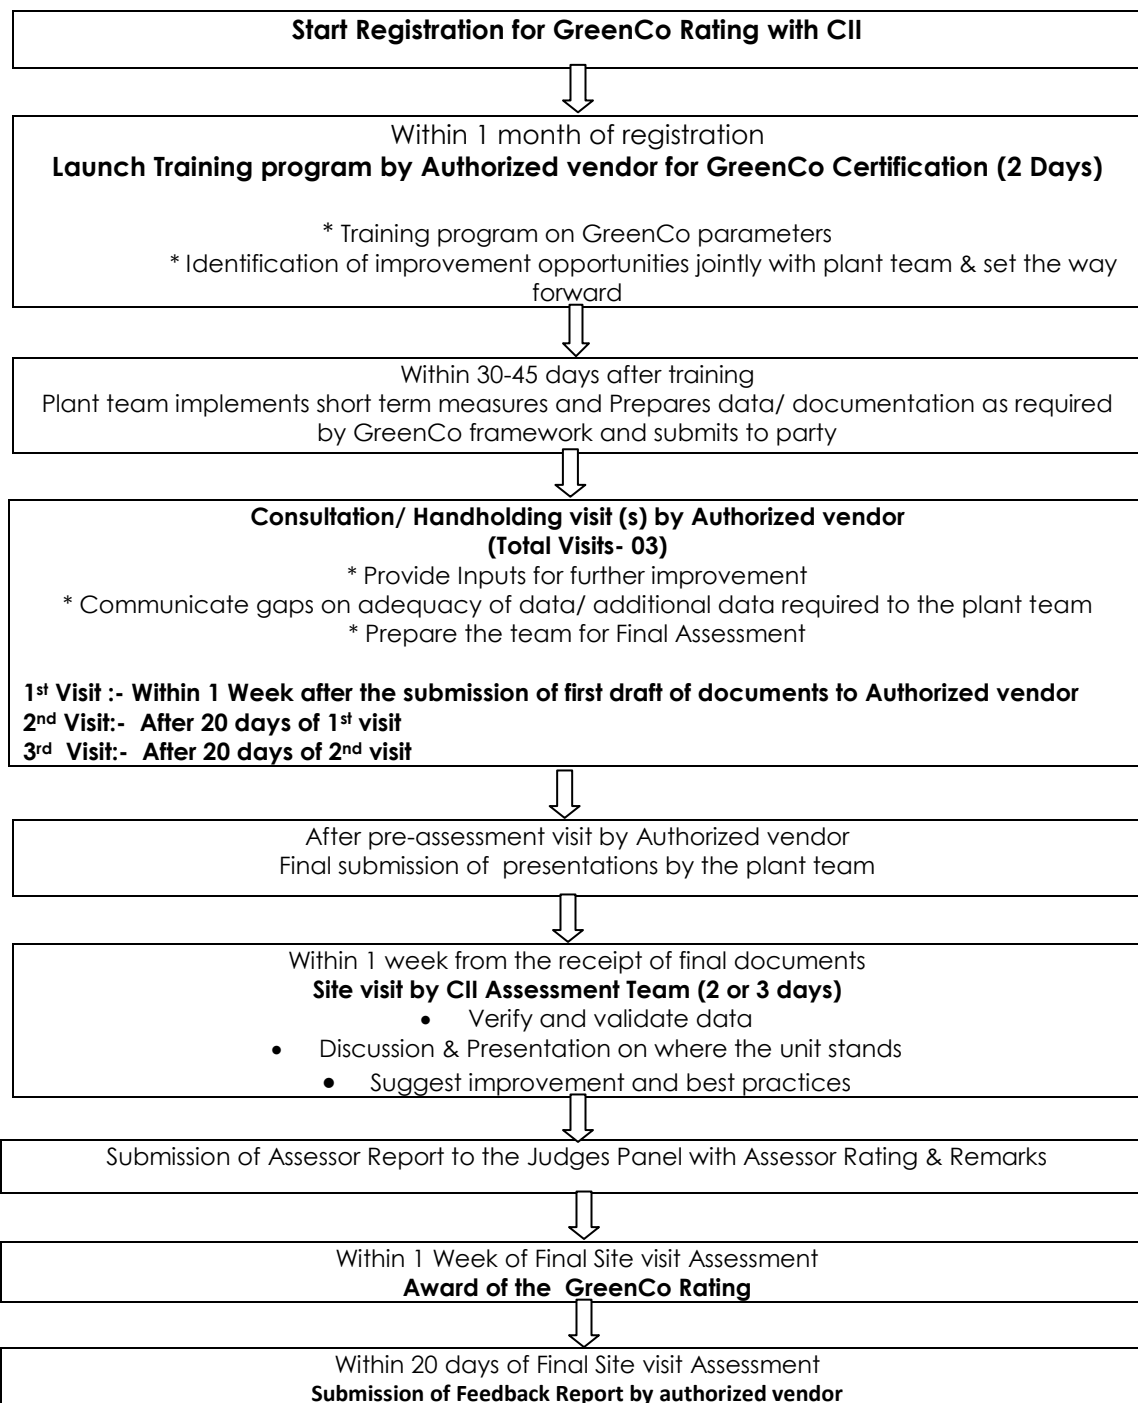 Start Registration for GreenCo Rating with CII
Within 1 month of registration
Launch Training program by Authorized vendor for GreenCo Certification (2 Days)
* Training program on GreenCo parameters
* Identification of improvement opportunities jointly with plant team & set the way
forward
Within 30-45 days after training
Plant team implements short term measures and Prepares data/ documentation as required
by GreenCo framework and submits to party
Consultation/ Handholding visit (s) by Authorized vendor
(Total Visits- 03)
* Provide Inputs for further improvement
* Communicate gaps on adequacy of data/ additional data required to the plant team
* Prepare the team for Final Assessment
1st Visit :- Within 1 Week after the submission of first draft of documents to Authorized vendor
2nd Visit:- After 20 days of 1st visit
3rd Visit:- After 20 days of 2nd visit
After pre-assessment visit by Authorized vendor
Final submission of presentations by the plant team
Within 1 week from the receipt of final documents
Site visit by CII Assessment Team (2 or 3 days)
• Verify and validate data
• Discussion & Presentation on where the unit stands
• Suggest improvement and best practices
Submission of Assessor Report to the Judges Panel with Assessor Rating & Remarks
Within 1 Week of Final Site visit Assessment
Award of the GreenCo Rating
Within 20 days of Final Site visit Assessment
Submission of Feedback Report by authorized vendor